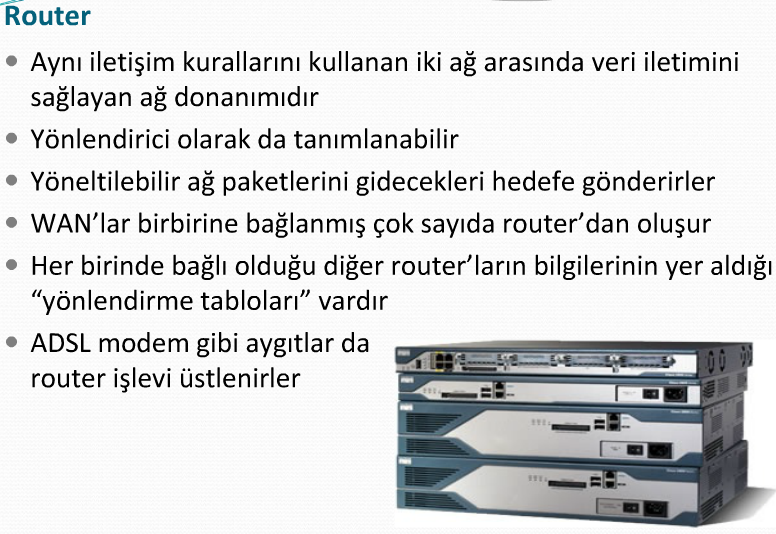 Router
• Aynı iletişim kurallarını kullanan iki ağ arasında veri iletimini
sağlayan ağ donanımıdır
• Yönlendirici olarak da tanımlanabilir
• Yöneltilebilir ağ paketlerini gidecekleri hedefe gönderirler
• WAN’lar birbirine bağlanmış çok sayıda router’dan oluşur
• Her birinde bağlı olduğu diğer router’ların bilgilerinin yer aldığı
“yönlendirme tabloları” vardır
• ADSL modem gibi aygıtlar da
router işlevi üstlenirler